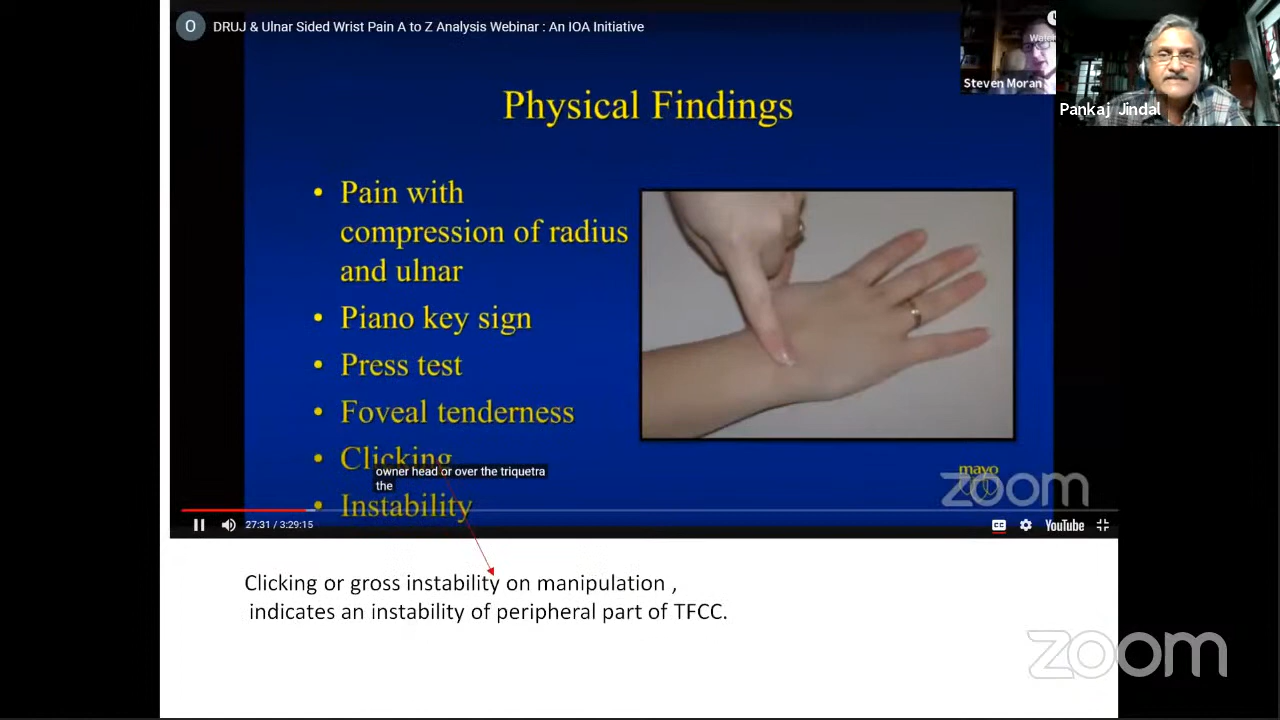 O
DRUJ & Ulnar Sided Wrist Pain A to Z Analysis Webinar : An IOA Initiative
Steven Moran
Pankaj Jindal
Physical Findings
• Pain with
compression of radius
and ulnar
• Piano key sign
• Press test
• Foveal tenderness
• Clicking
owner head or over the triquetra
the
• Instability
mayo
zoom
27:31 / 3:29:15
CC
YouTube
Clicking or gross instability on manipulation ,
indicates an instability of peripheral part of TFCC.
zoom